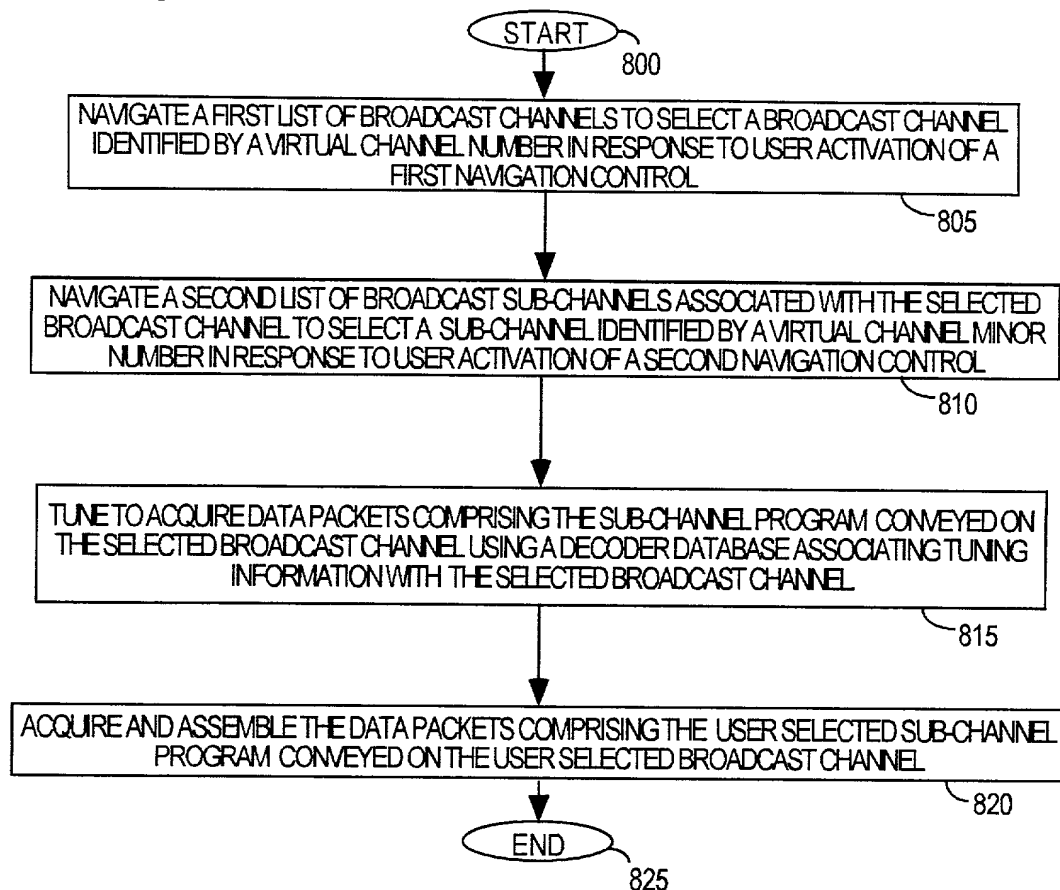 START
800
NAVIGATE A FIRST LIST OF BROADCAST CHANNELS TO SELECT A BROADCAST CHANNEL
IDENTIFIED BY A VIRTUAL CHANNEL NUMBER IN RESPONSE TO USER ACTIVATION OF A
FIRST NAVIGATION CONTROL
805
NAVIGATE A SECOND LIST OF BROADCAST SUB-CHANNELS ASSOCIATED WITH THE SELECTED
BROADCAST CHANNEL TO SELECT A SUB-CHANNEL IDENTIFIED BY A VIRTUAL CHANNEL MINOR
NUMBER IN RESPONSE TO USER ACTIVATION OF A SECOND NAVIGATION CONTROL
810
TUNE TO ACQUIRE DATA PACKETS COMPRISING THE SUB-CHANNEL PROGRAM CONVEYED ON
THE SELECTED BROADCAST CHANNEL USING A DECODER DATABASE ASSOCIATING TUNING
INFORMATION WITH THE SELECTED BROADCAST CHANNEL
815
ACQUIRE AND ASSEMBLE THE DATA PACKETS COMPRISING THE USER SELECTED SUB-CHANNEL
PROGRAM CONVEYED ON THE USER SELECTED BROADCAST CHANNEL
820
END
825